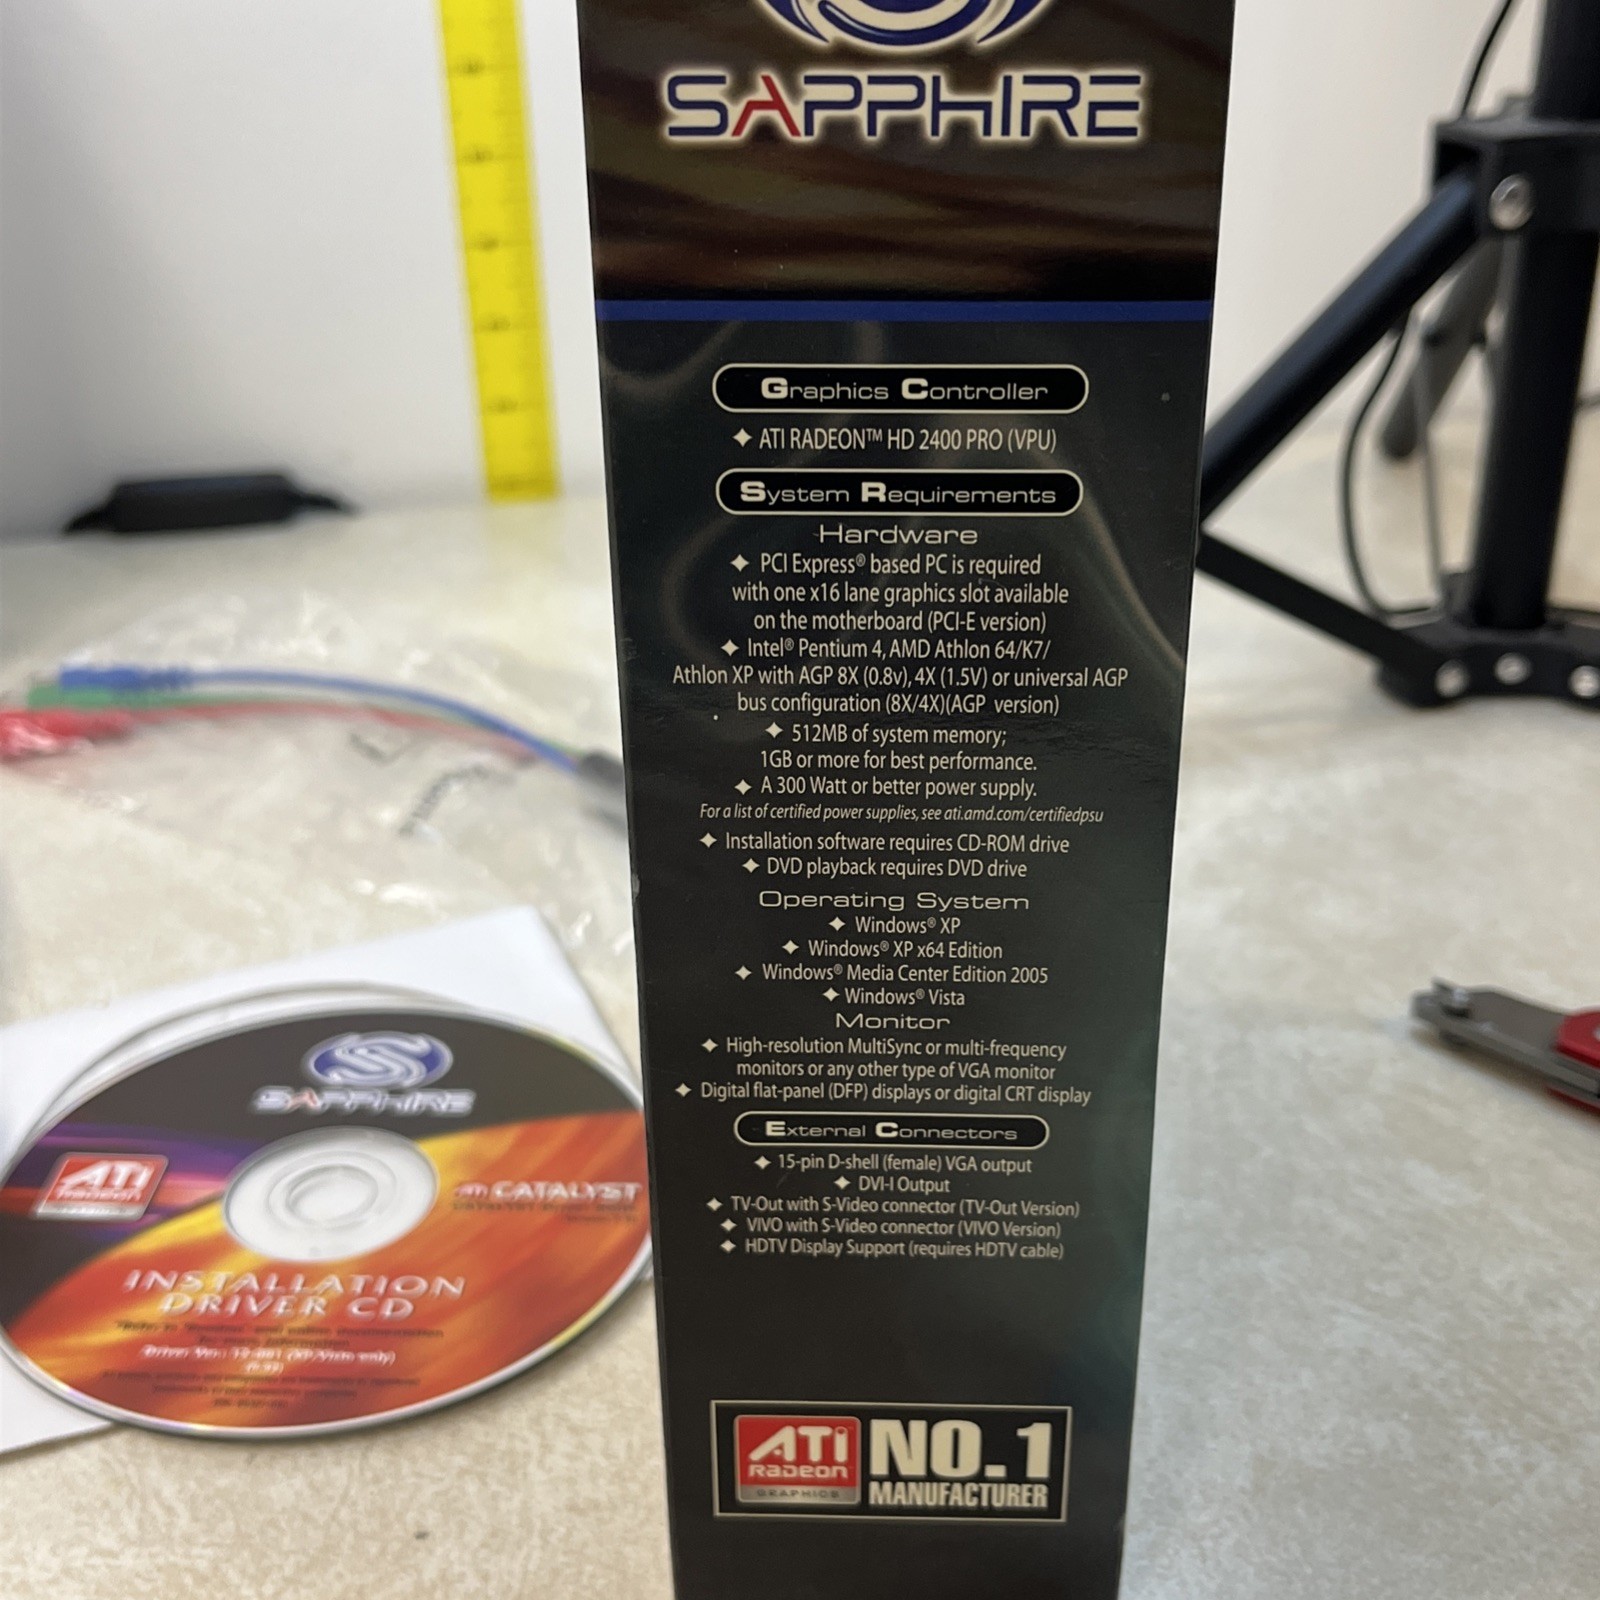 SAPPHIRE
Graphics Controller
✦ ATI RADEON™ HD 2400 PRO (VPU)
System Requirements
Hardware
✦ PCI Express® based PC is required
with one x16 lane graphics slot available
on the motherboard (PCI-E version)
✦ Intel® Pentium 4, AMD Athlon 64/K7/
Athlon XP with AGP 8X (0.8v), 4X (1.5V) or universal AGP
bus configuration (8X/4X)(AGP version)
✦ 512MB of system memory;
1GB or more for best performance.
✦ A 300 Watt or better power supply.
For a list of certified power supplies, see ati.amd.com/certifiedpsu
✦ Installation software requires CD-ROM drive
✦ DVD playback requires DVD drive
Operating System
✦ Windows® XP
✦ Windows® XP x64 Edition
✦ Windows® Media Center Edition 2005
✦ Windows® Vista
Monitor
✦ High-resolution MultiSync or multi-frequency
monitors or any other type of VGA monitor
✦ Digital flat-panel (DFP) displays or digital CRT display
External Connectors
✦ 15-pin D-shell (female) VGA output
✦ DVI-I Output
✦ TV-Out with S-Video connector (TV-Out Version)
✦ VIVO with S-Video connector (VIVO Version)
✦ HDTV Display Support (requires HDTV cable)
ATI
RADEON
GRAPHICS
NO.1
MANUFACTURER
SAPPHIRE
ATI
RADEON
ATI CATALYST
INSTALLATION
DRIVER CD